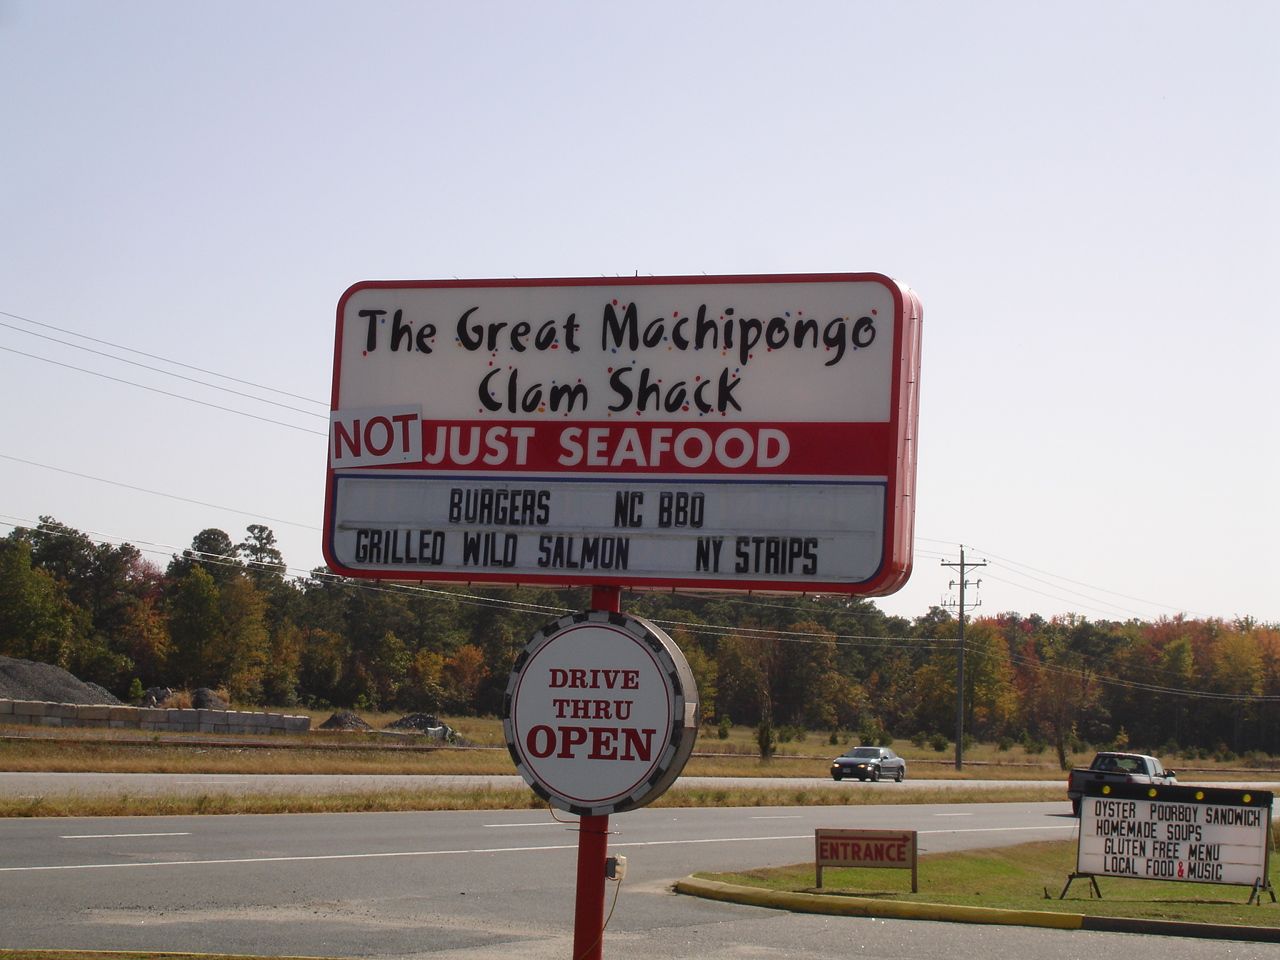 The Great Machipongo
Clam Shack
NOT JUST SEAFOOD
BURGERS NC BBQ
GRILLED WILD SALMON NY STRIPS
DRIVE
THRU
OPEN
ENTRANCE
OYSTER POORBOY SANDWICH
HOMEMADE SOUPS
GLUTEN FREE MENU
LOCAL FOOD & MUSIC